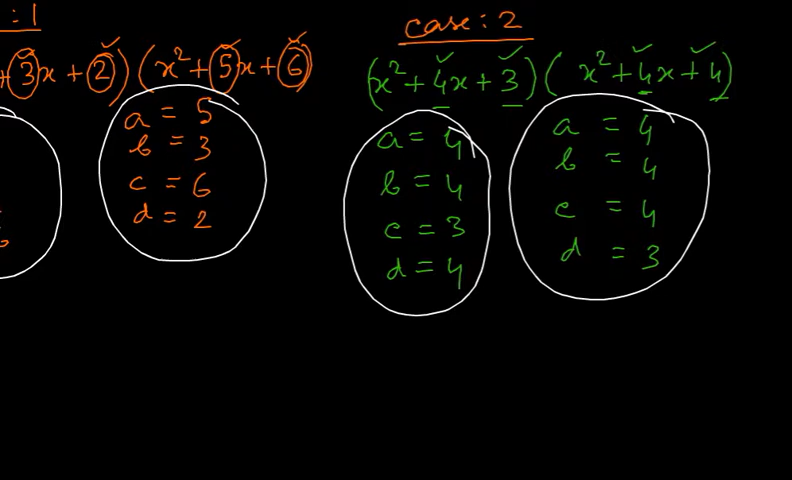 : 1
+3x + 2) (x² + 5x + 6)
a = 5
b = 3
c = 6
d = 2
case : 2
(x² + 4x + 3) ( x² + 4x + 4)
a = 4
b = 4
c = 3
d = 4
a = 4
b = 4
c = 4
d = 3